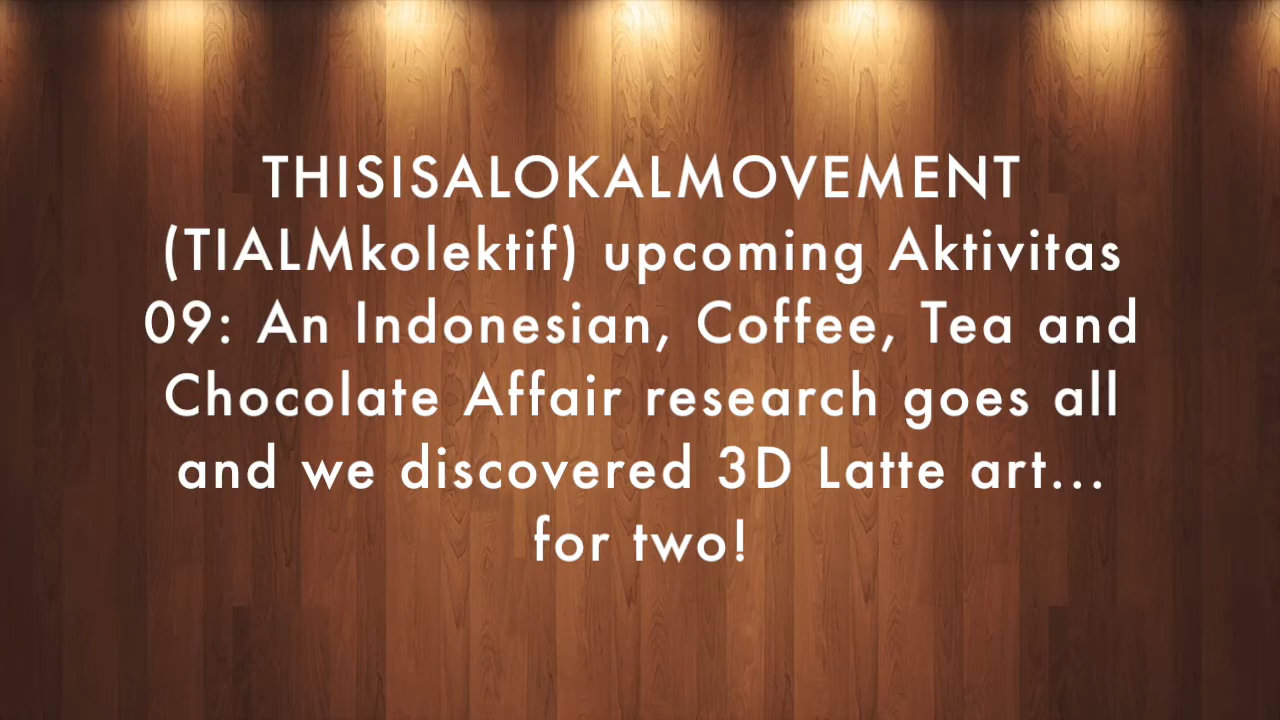 THISISALOKALMOVEMENT
(TIALMkolektif) upcoming Aktivitas
09: An Indonesian, Coffee, Tea and
Chocolate Affair research goes all
and we discovered 3D Latte art...
for two!